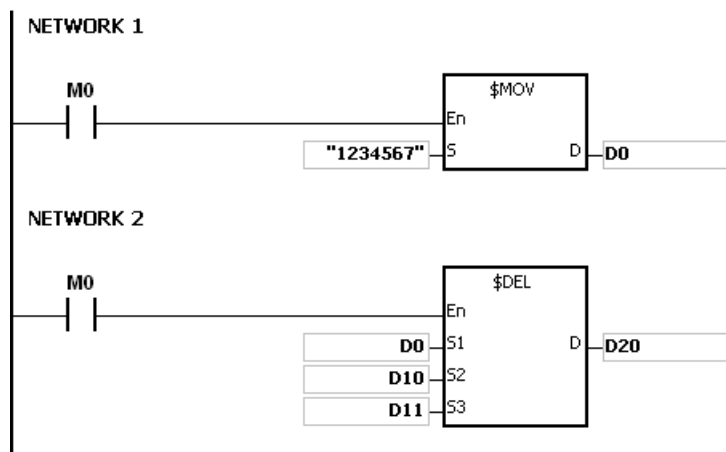 NETWORK 1
M0
$MOV
En
"1234567" S D D0
NETWORK 2
M0
$DEL
En
D0 S1 D D20
D10 S2
D11 S3